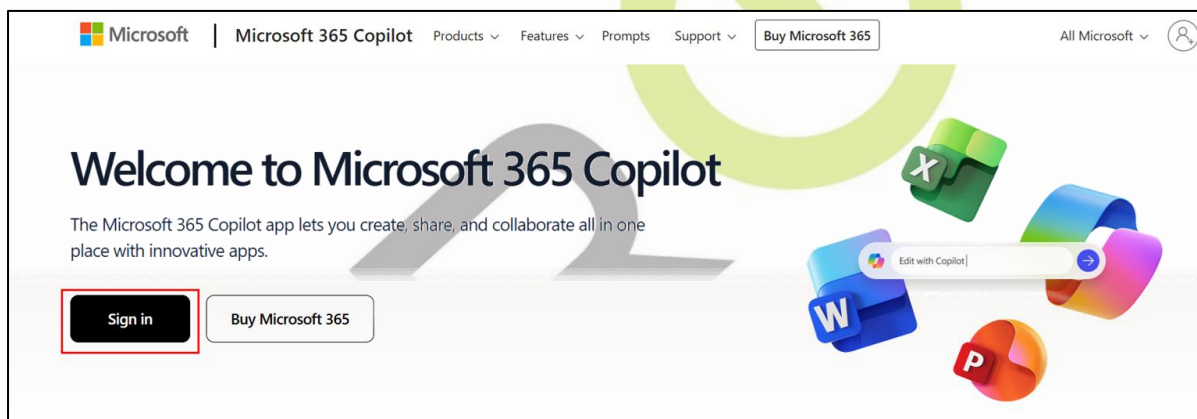 Microsoft | Microsoft 365 Copilot Products Features Prompts Support Buy Microsoft 365 All Microsoft
Welcome to Microsoft 365 Copilot
The Microsoft 365 Copilot app lets you create, share, and collaborate all in one
place with innovative apps.
Sign in Buy Microsoft 365
X
Edit with Copilot
W
P